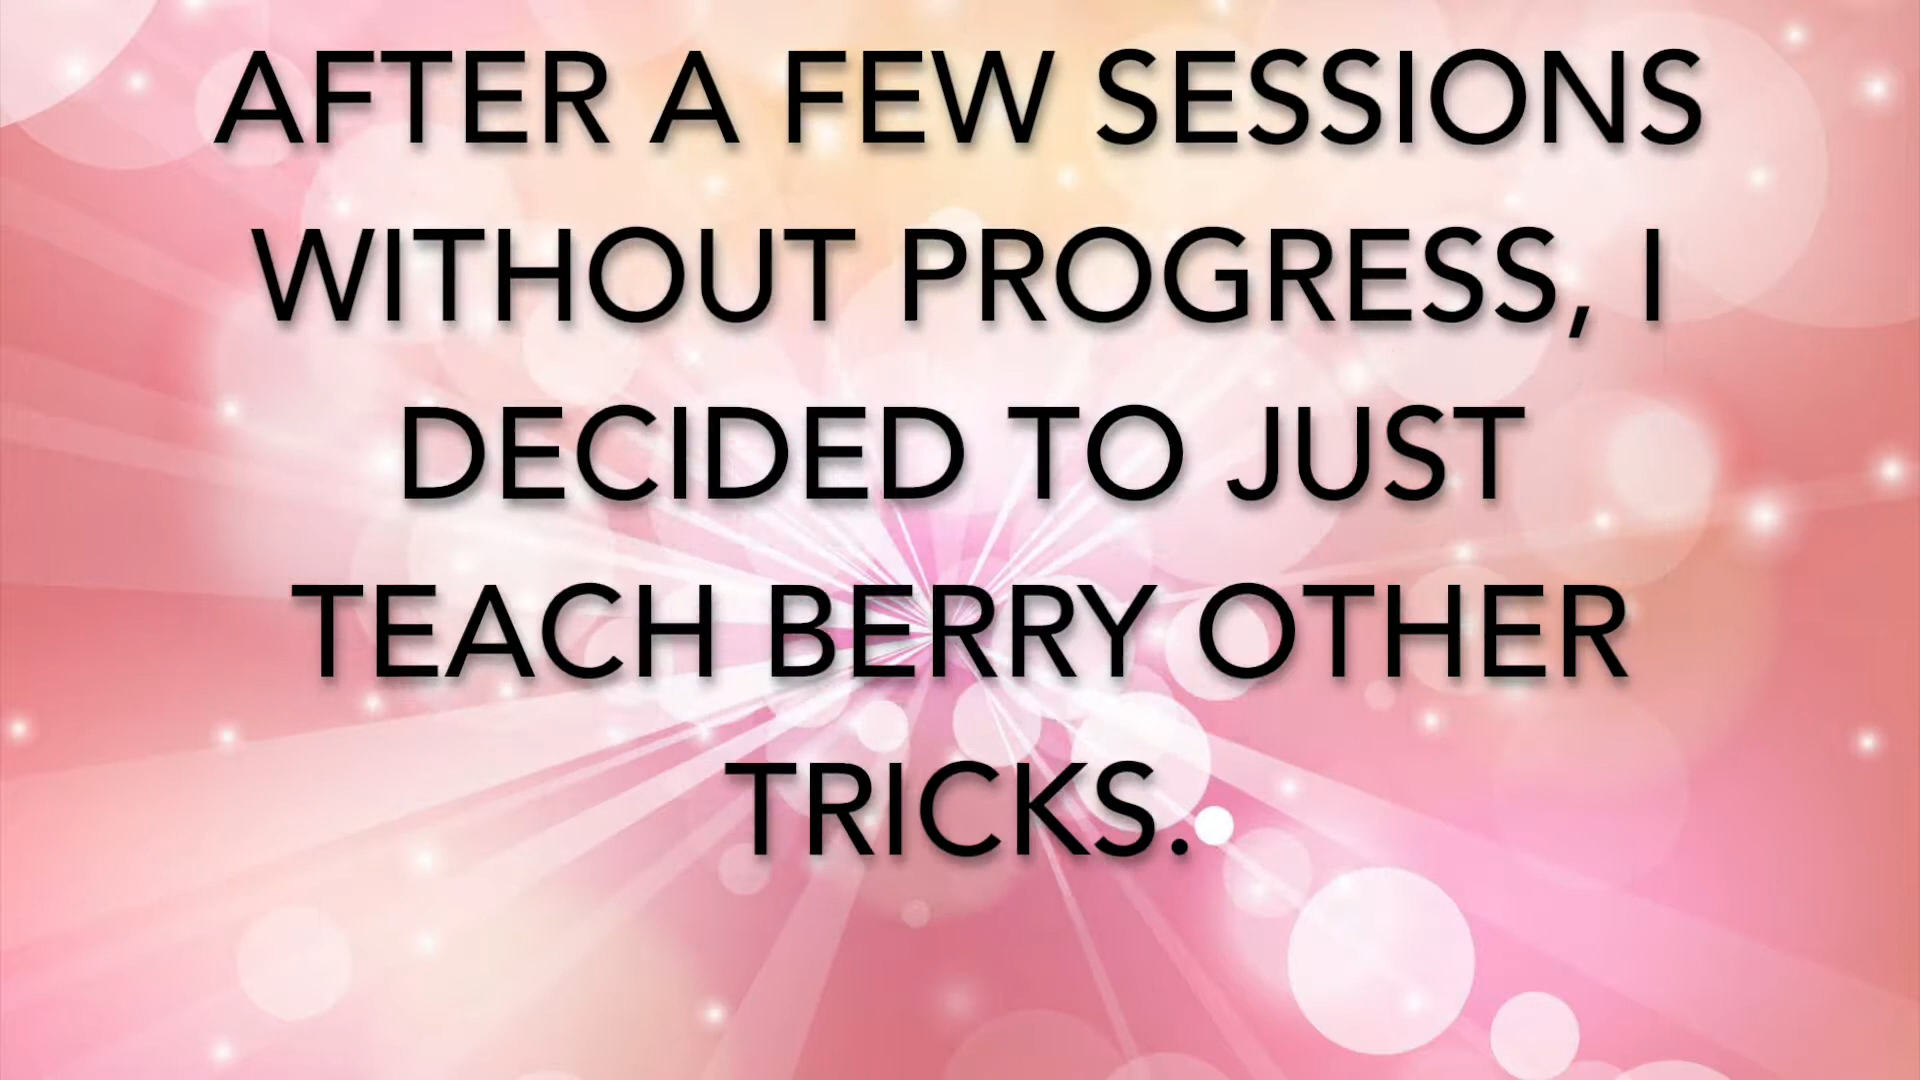 AFTER A FEW SESSIONS
WITHOUT PROGRESS, I
DECIDED TO JUST
TEACH BERRY OTHER
TRICKS.